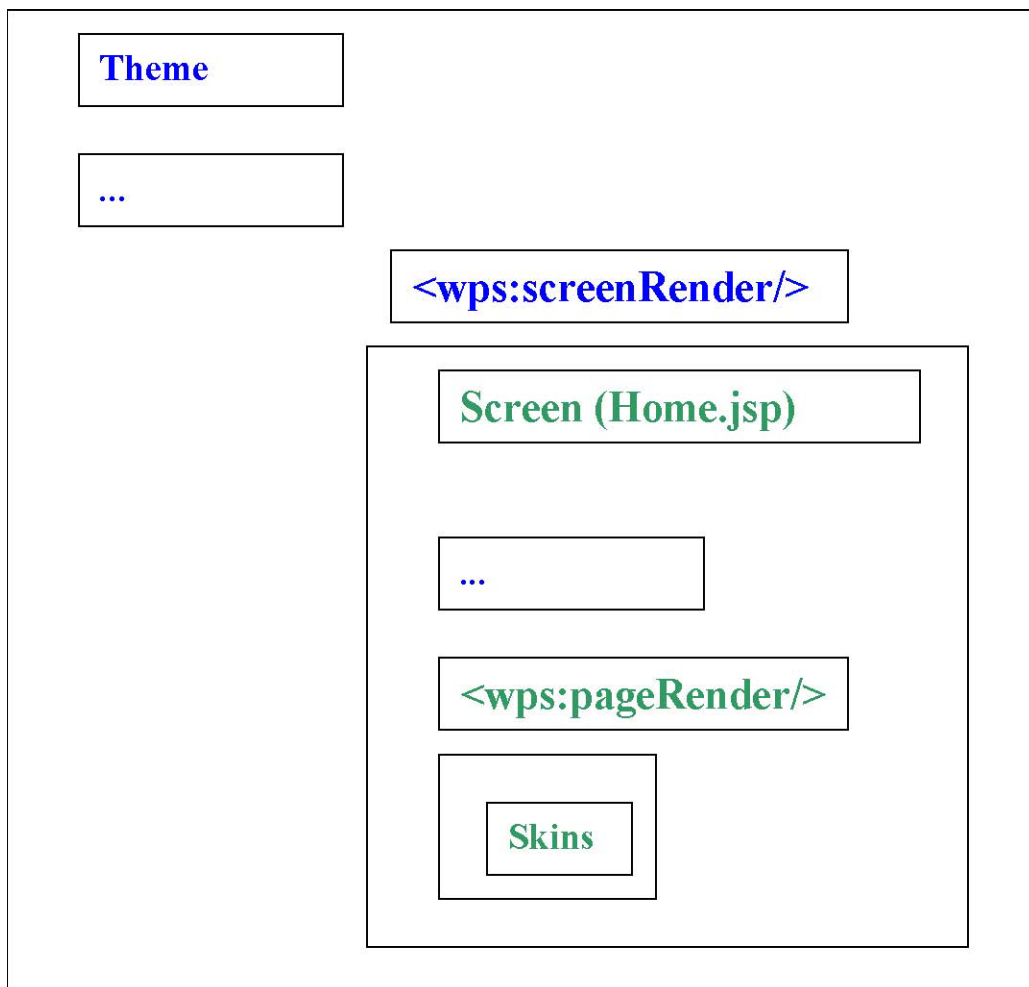 Theme
...
<wps:screenRender/>
Screen (Home.jsp)
...
<wps:pageRender/>
Skins